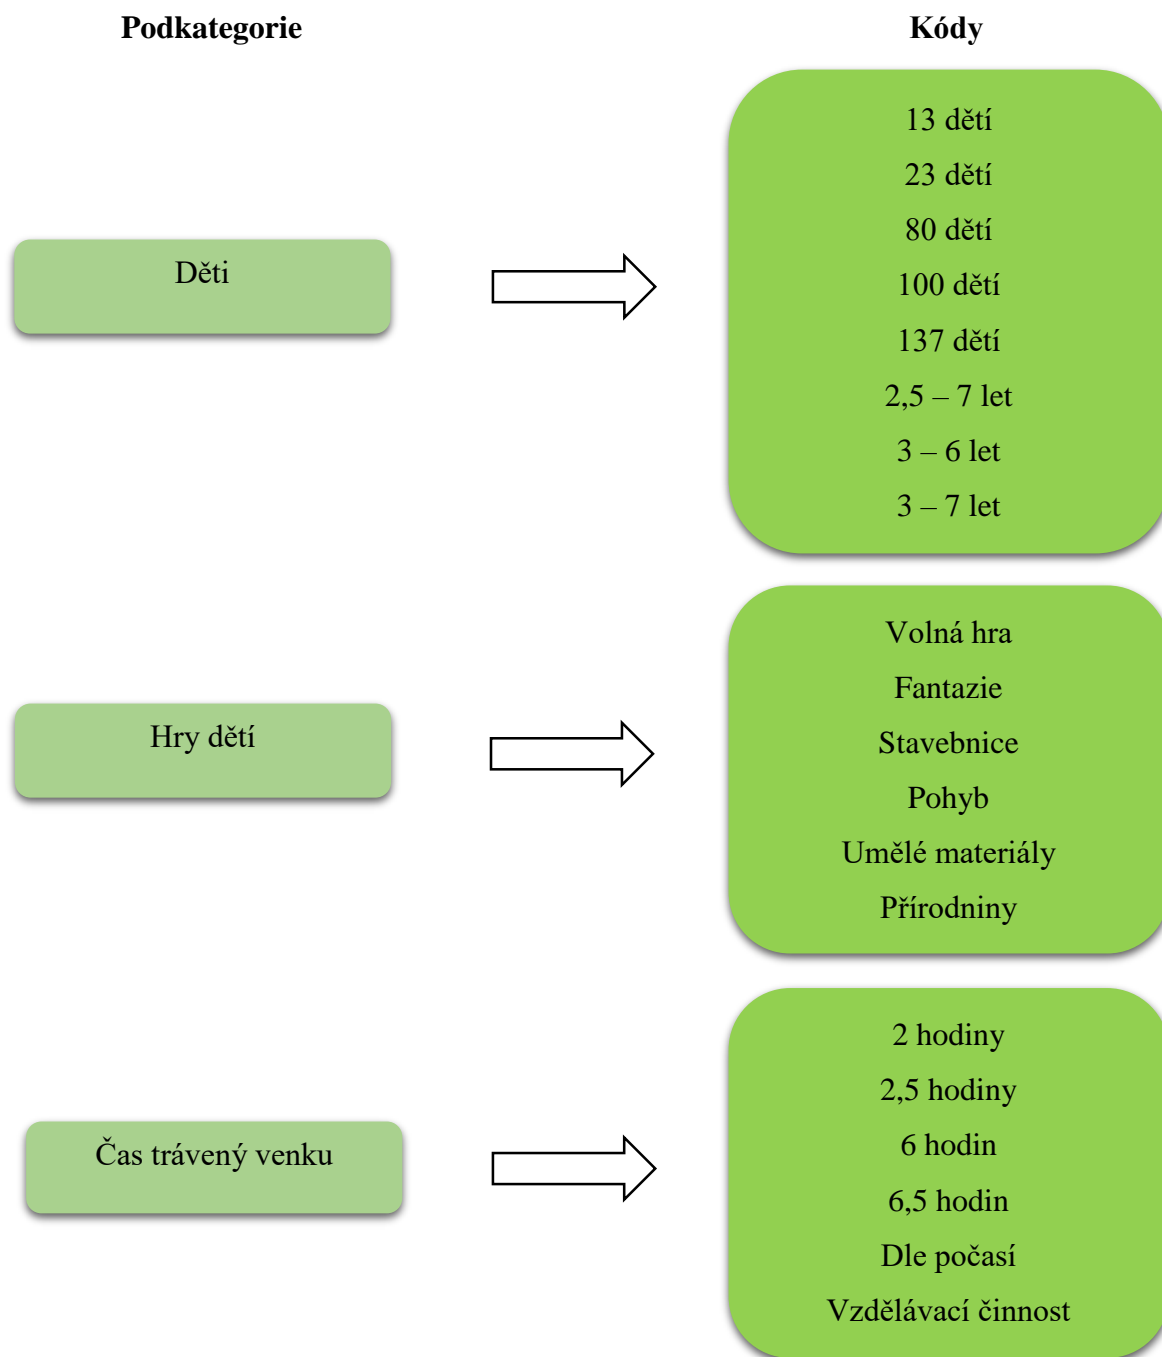 Podkategorie
Kódy
Děti
13 dětí
23 dětí
80 dětí
100 dětí
137 dětí
2,5 – 7 let
3 – 6 let
3 – 7 let
Hry dětí
Volná hra
Fantazie
Stavebnice
Pohyb
Umělé materiály
Přírodniny
Čas trávený venku
2 hodiny
2,5 hodiny
6 hodin
6,5 hodin
Dle počasí
Vzdělávací činnost